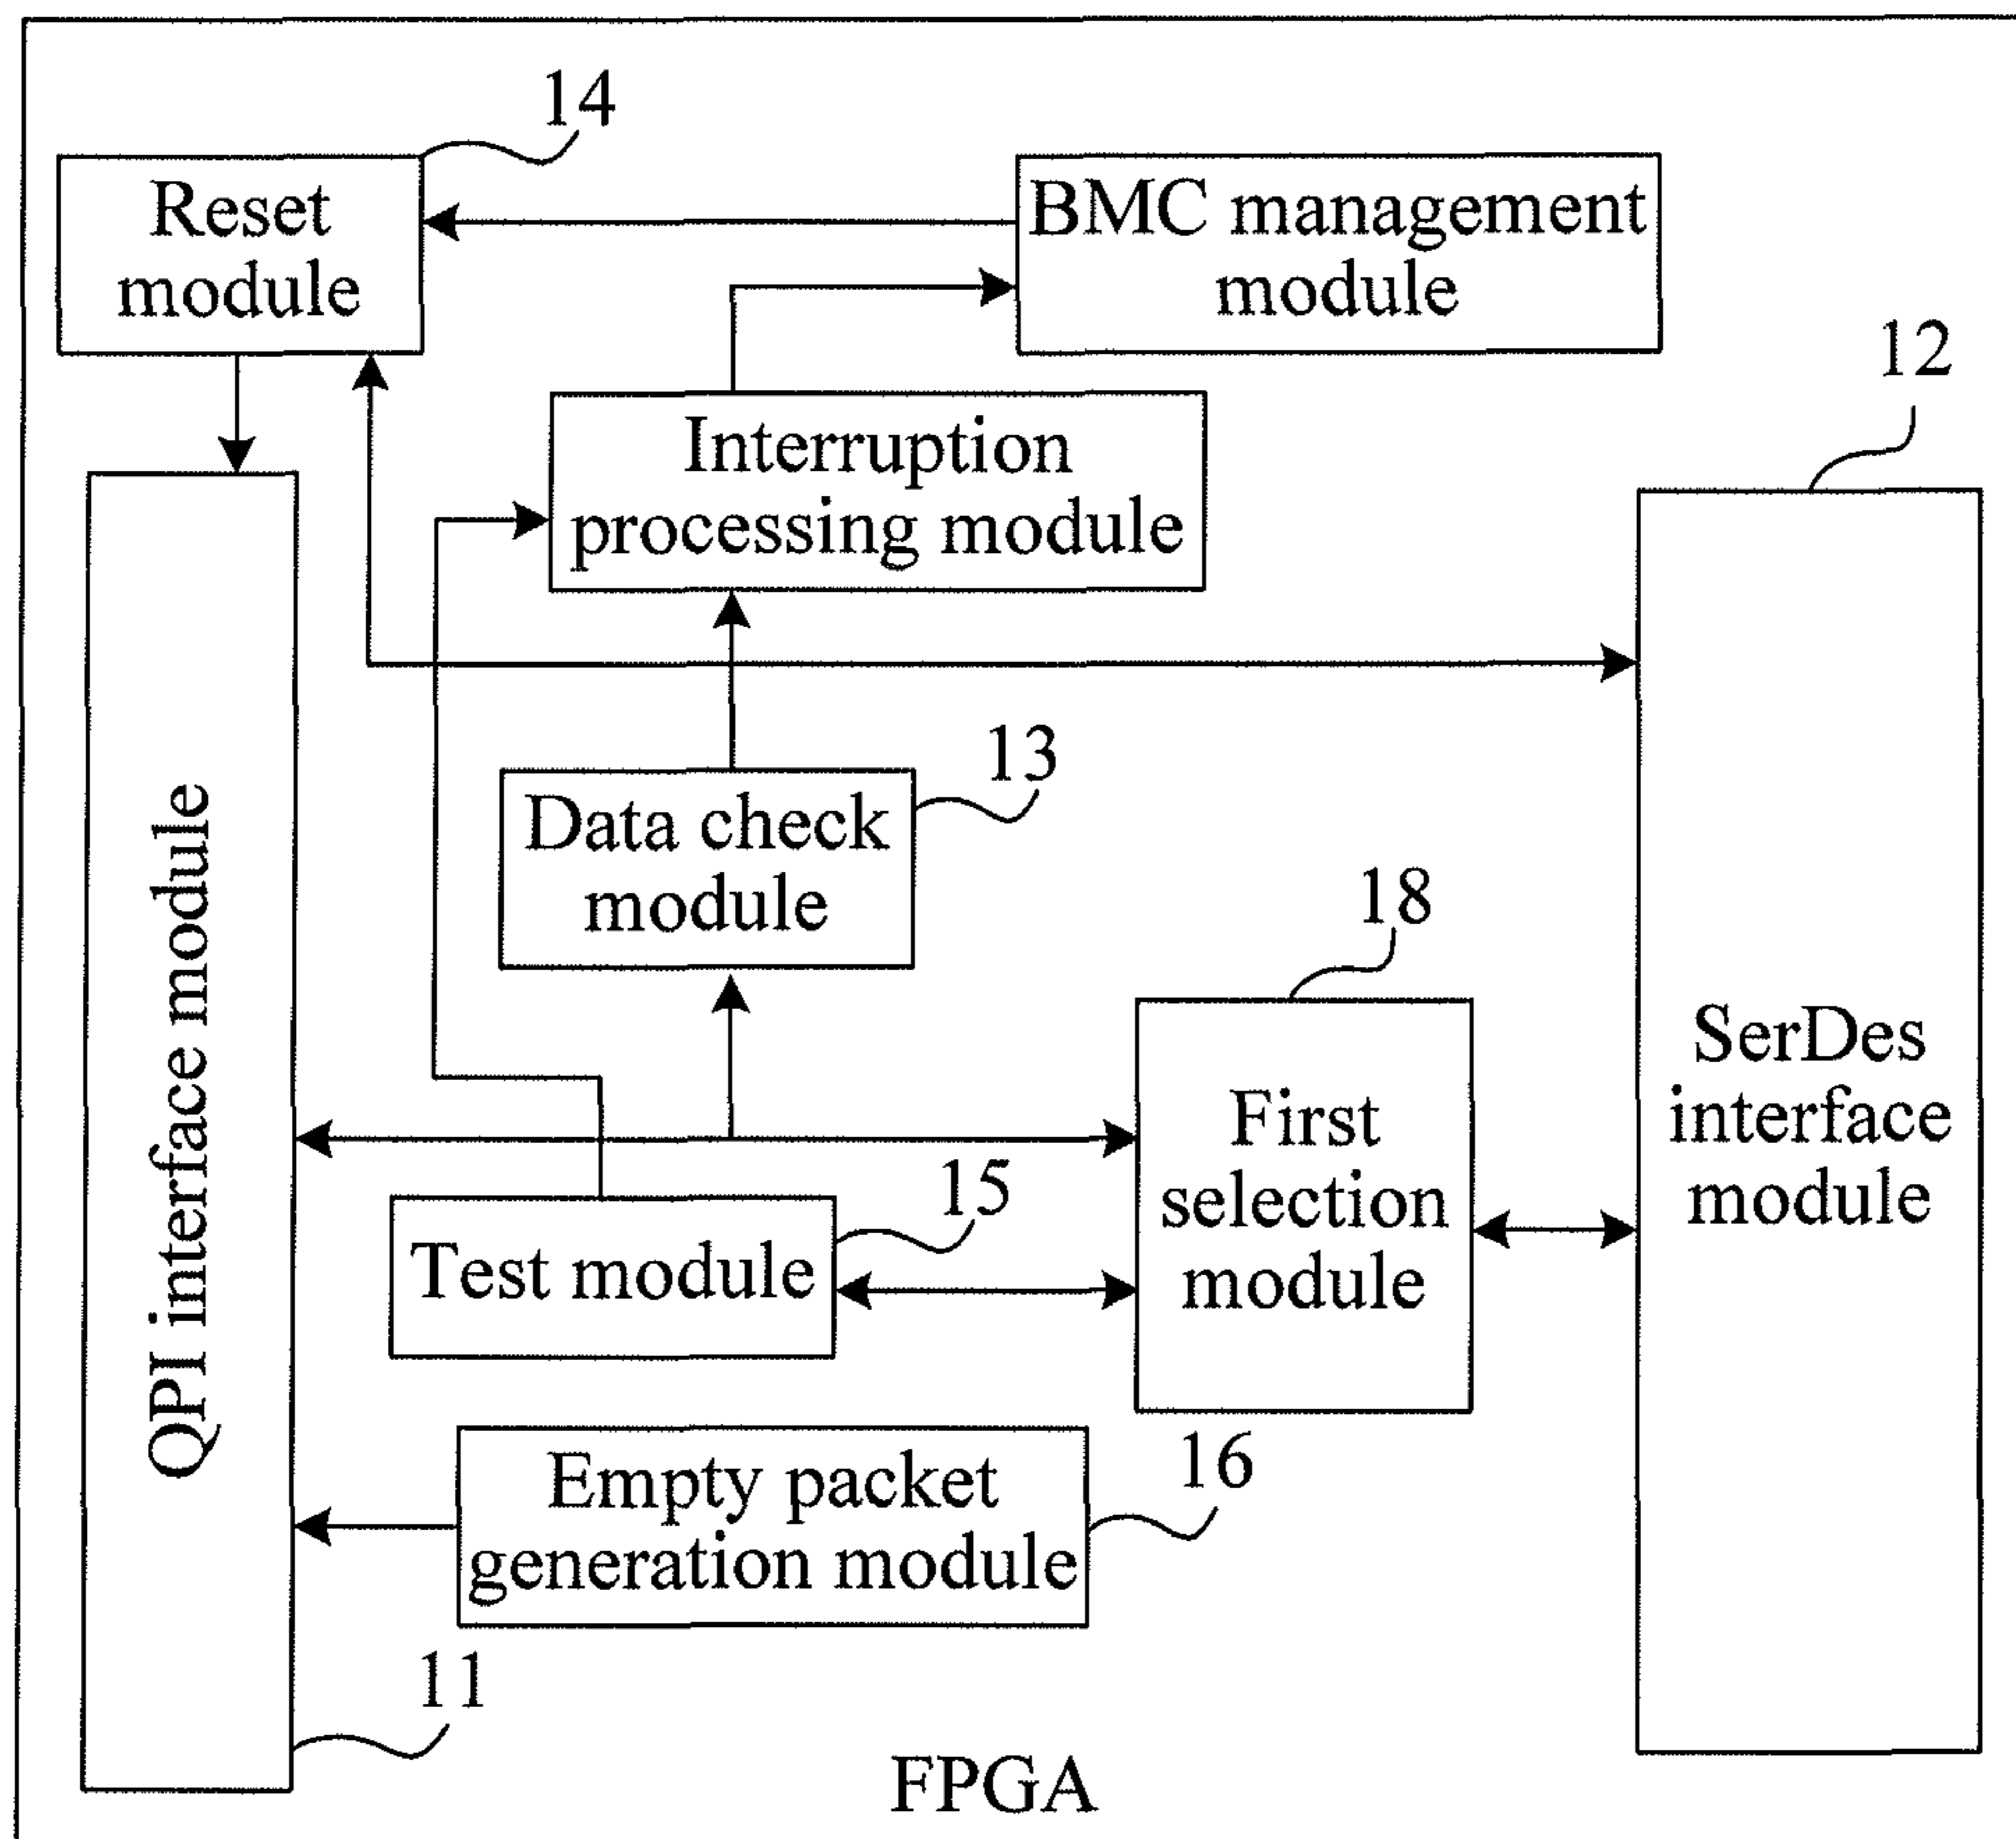 14
Reset
module
BMC management
module
12
Interruption
processing module
13
Data check
module
18
QPI interface module
SerDes
interface
module
First
selection
module
15
Test module
16
Empty packet
generation module
11
FPGA